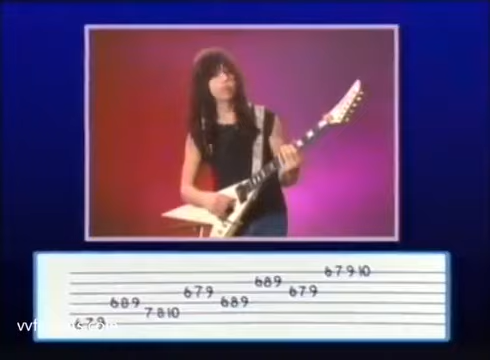 6 7 9 10
6 8 9
6 7 9 6 7 9
6 8 9 6 8 9
7 8 10
6 7 9